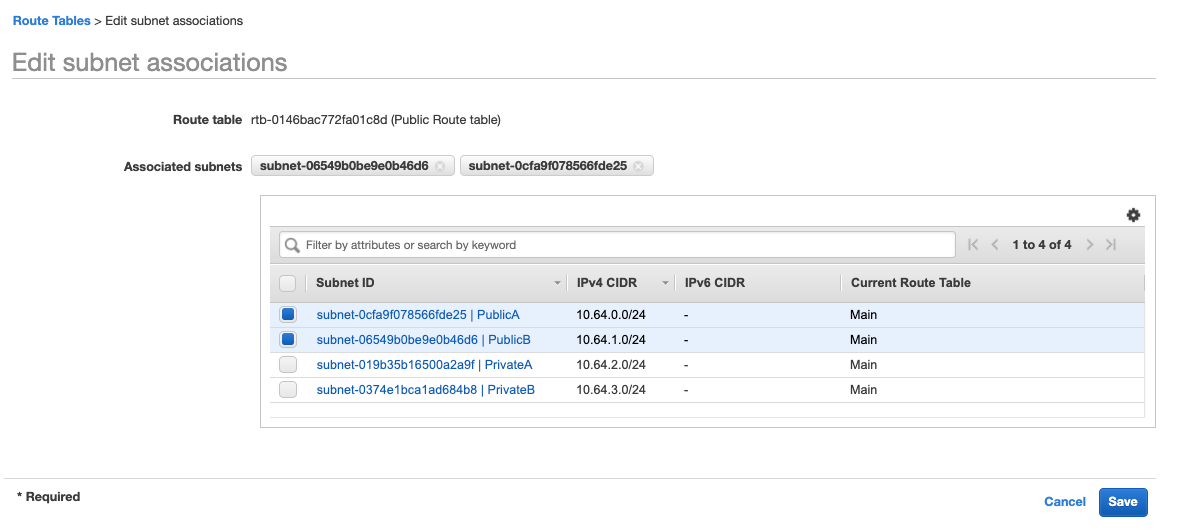 Route Tables > Edit subnet associations
Edit subnet associations
Route table rtb-0146bac772fa01c8d (Public Route table)
Associated subnets subnet-06549b0be9e0b46d6 subnet-0cfa9f078566fde25
Filter by attributes or search by keyword 1 to 4 of 4
Subnet ID IPv4 CIDR IPv6 CIDR Current Route Table
subnet-0cfa9f078566fde25 | PublicA 10.64.0.0/24 - Main
subnet-06549b0be9e0b46d6 | PublicB 10.64.1.0/24 - Main
subnet-019b35b16500a2a9f | PrivateA 10.64.2.0/24 - Main
subnet-0374e1bca1ad684b8 | PrivateB 10.64.3.0/24 - Main
* Required Cancel Save